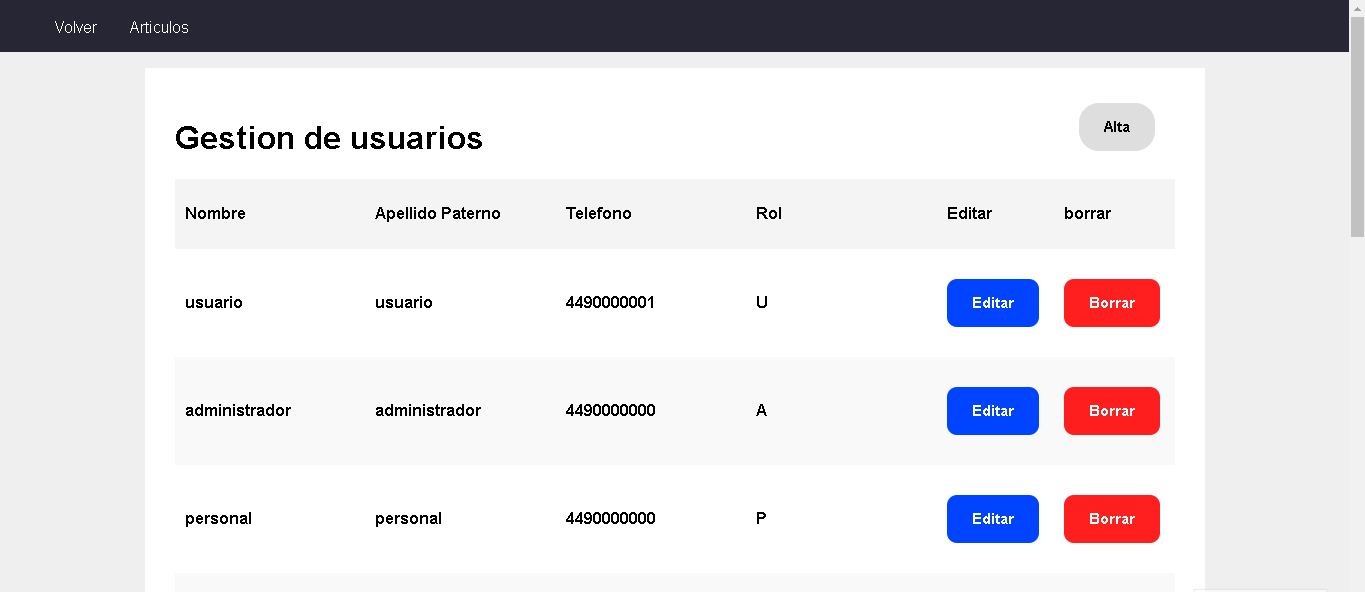 Volver Articulos
Gestion de usuarios
Alta
Nombre Apellido Paterno Telefono Rol Editar borrar
usuario usuario 4490000001 U Editar Borrar
administrador administrador 4490000000 A Editar Borrar
personal personal 4490000000 P Editar Borrar